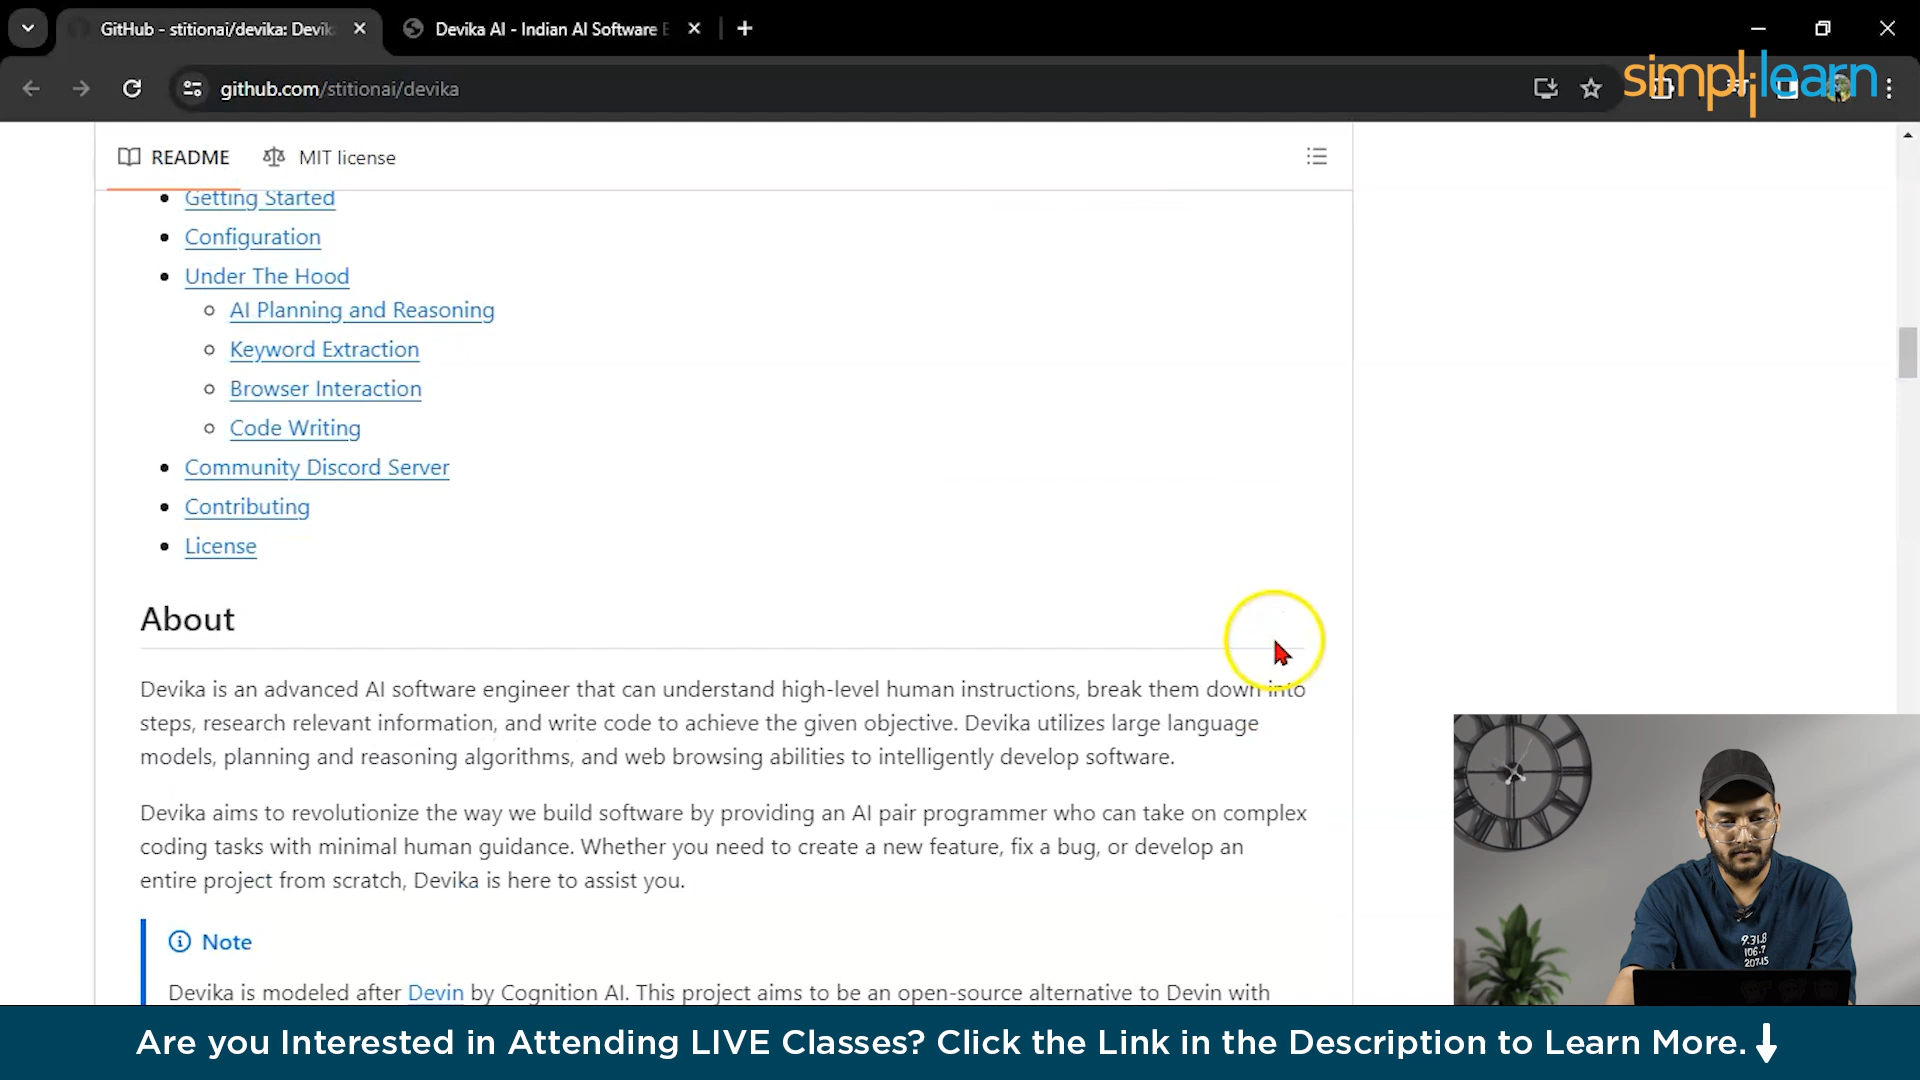 GitHub - stitionai/devika: Devik
Devika AI - Indian AI Software E
github.com/stitionai/devika
simplilearn
README
MIT license
Getting Started
Configuration
Under The Hood
AI Planning and Reasoning
Keyword Extraction
Browser Interaction
Code Writing
Community Discord Server
Contributing
License
About
Devika is an advanced AI software engineer that can understand high-level human instructions, break them down into
steps, research relevant information, and write code to achieve the given objective. Devika utilizes large language
models, planning and reasoning algorithms, and web browsing abilities to intelligently develop software.
Devika aims to revolutionize the way we build software by providing an AI pair programmer who can take on complex
coding tasks with minimal human guidance. Whether you need to create a new feature, fix a bug, or develop an
entire project from scratch, Devika is here to assist you.
Note
Devika is modeled after Devin by Cognition AI. This project aims to be an open-source alternative to Devin with
9.31.8
106.7
207.15
Are you Interested in Attending LIVE Classes? Click the Link in the Description to Learn More.